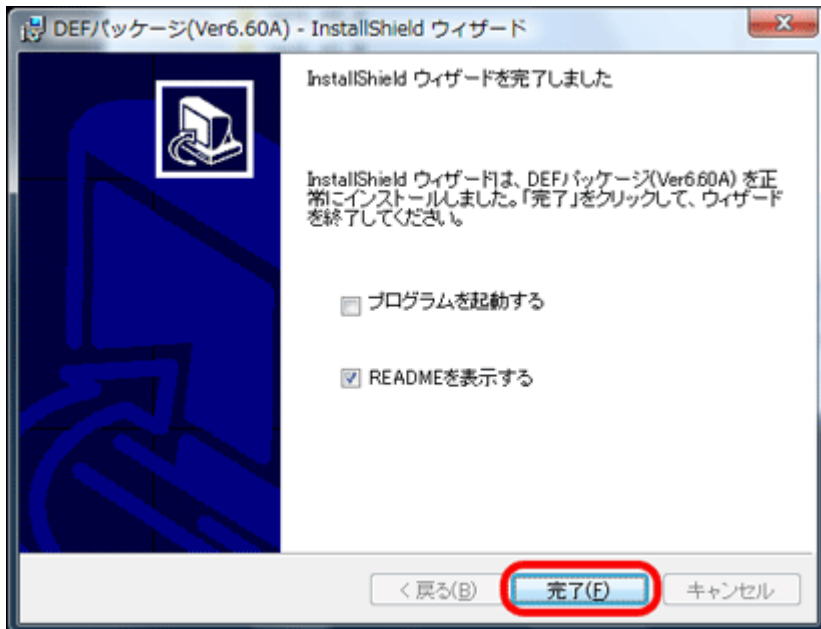 DEFパッケージ(Ver6.60A) - InstallShield ウィザード
InstallShield ウィザードを完了しました
InstallShield ウィザードは、DEFパッケージ(Ver6.60A) を正
常にインストールしました。「完了」をクリックして、ウィザード
を終了してください。
プログラムを起動する
READMEを表示する
< 戻る(B)
完了(F)
キャンセル